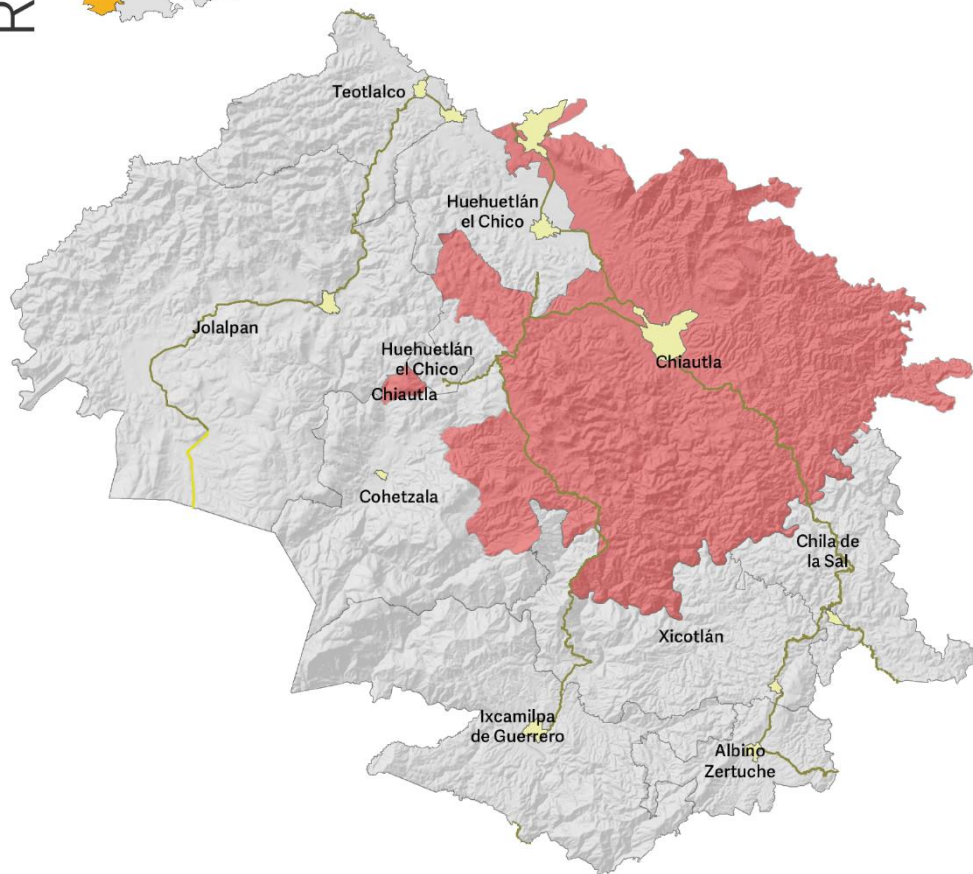 R
Teotlalco
Huehuetlán
el Chico
Jolalpan
Huehuetlán
el Chico
Chiautla
Chiautla
Cohetzala
Chila de
la Sal
Xicotlán
Ixcamilpa
de Guerrero
Albino
Zertuche